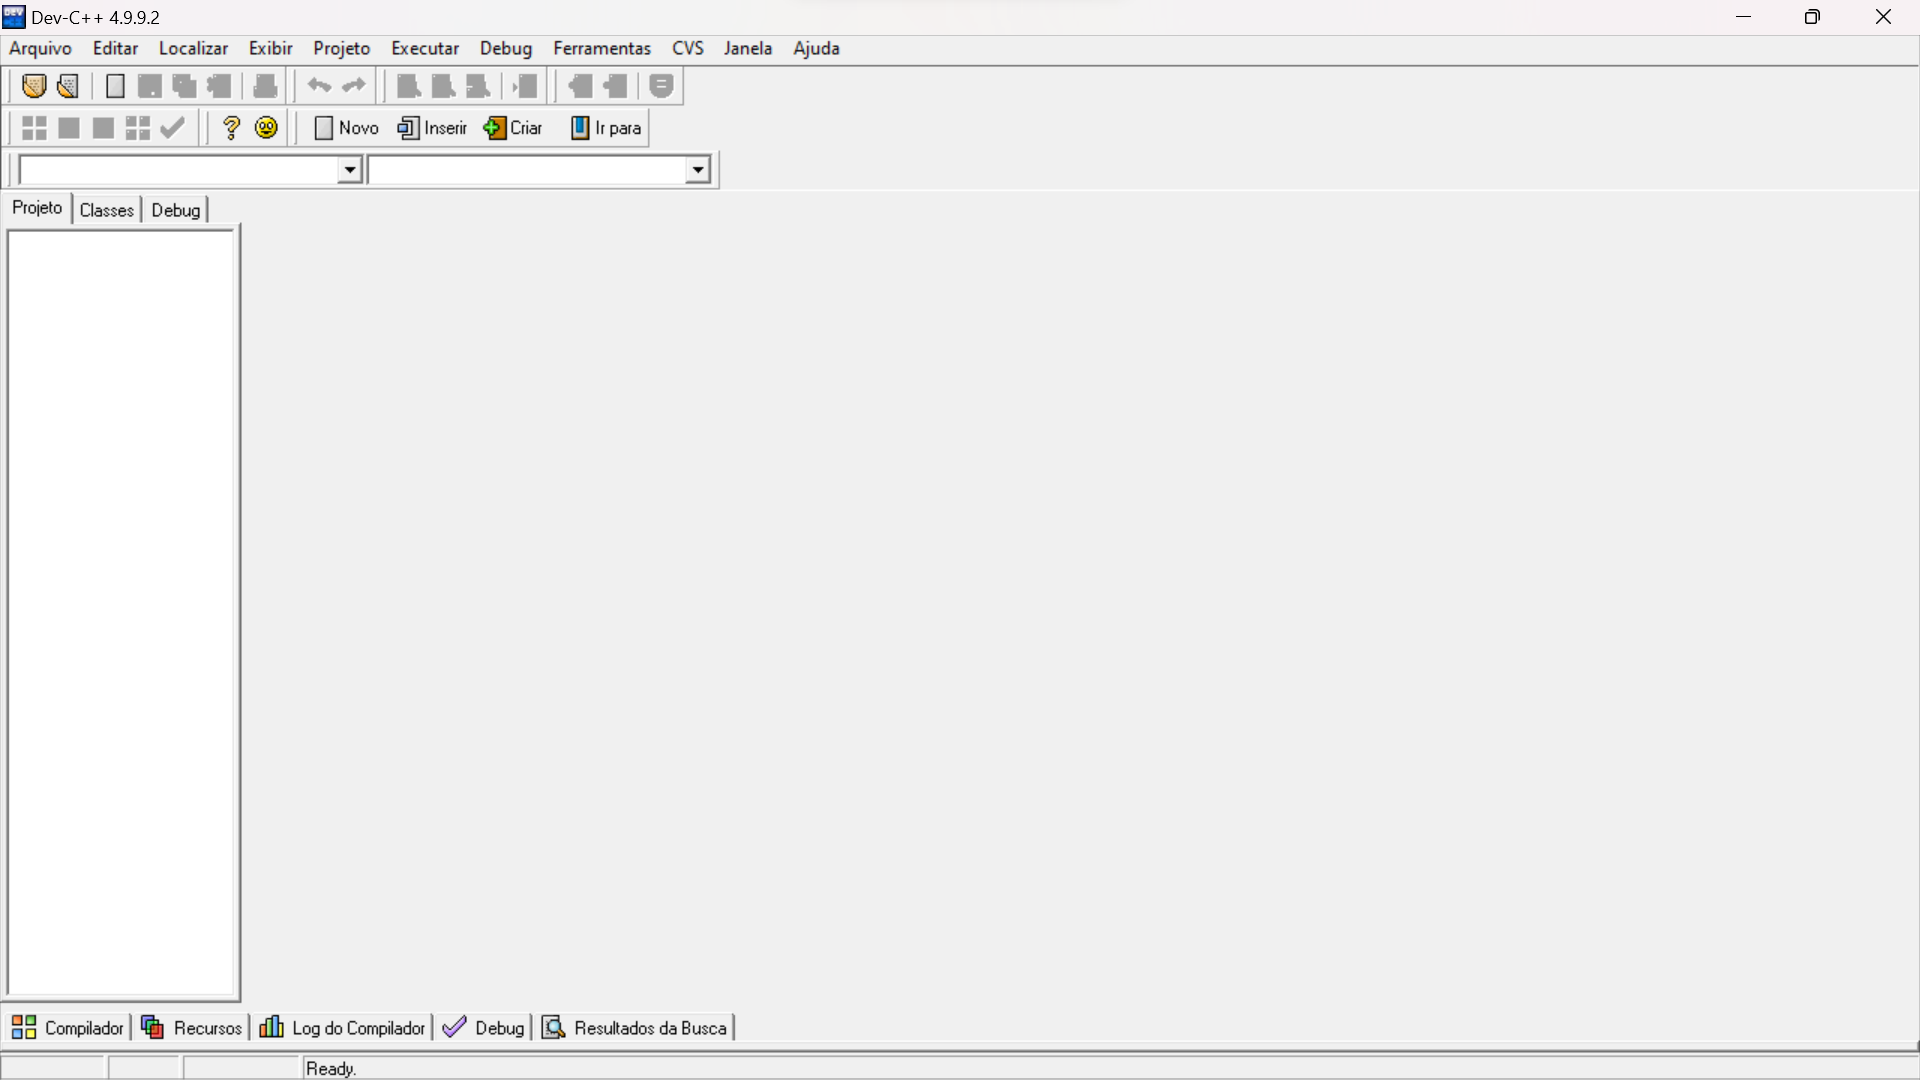 Dev-C++ 4.9.9.2
Arquivo Editar Localizar Exibir Projeto Executar Debug Ferramentas CVS Janela Ajuda
Novo Inserir Criar Ir para
Projeto Classes Debug
Compilador Recursos Log do Compilador Debug Resultados da Busca
Ready.